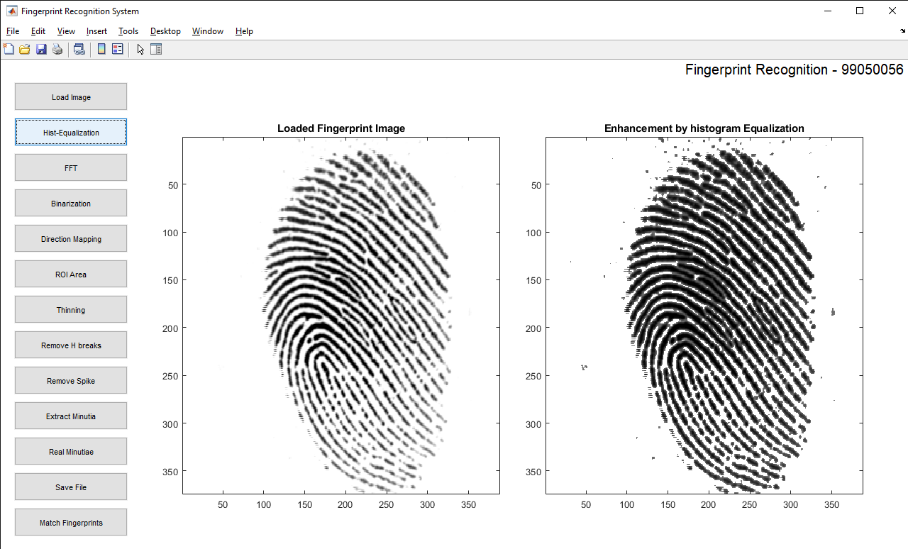 Fingerprint Recognition System
File Edit View Insert Tools Desktop Window Help
Fingerprint Recognition - 99050056
Load Image
Hist-Equalization
FFT
Binarization
Direction Mapping
ROI Area
Thinning
Remove H breaks
Remove Spike
Extract Minutia
Real Minutiae
Save File
Match Fingerprints
Loaded Fingerprint Image
50
100
150
200
250
300
350
50 100 150 200 250 300 350
Enhancement by histogram Equalization
50
100
150
200
250
300
350
50 100 150 200 250 300 350